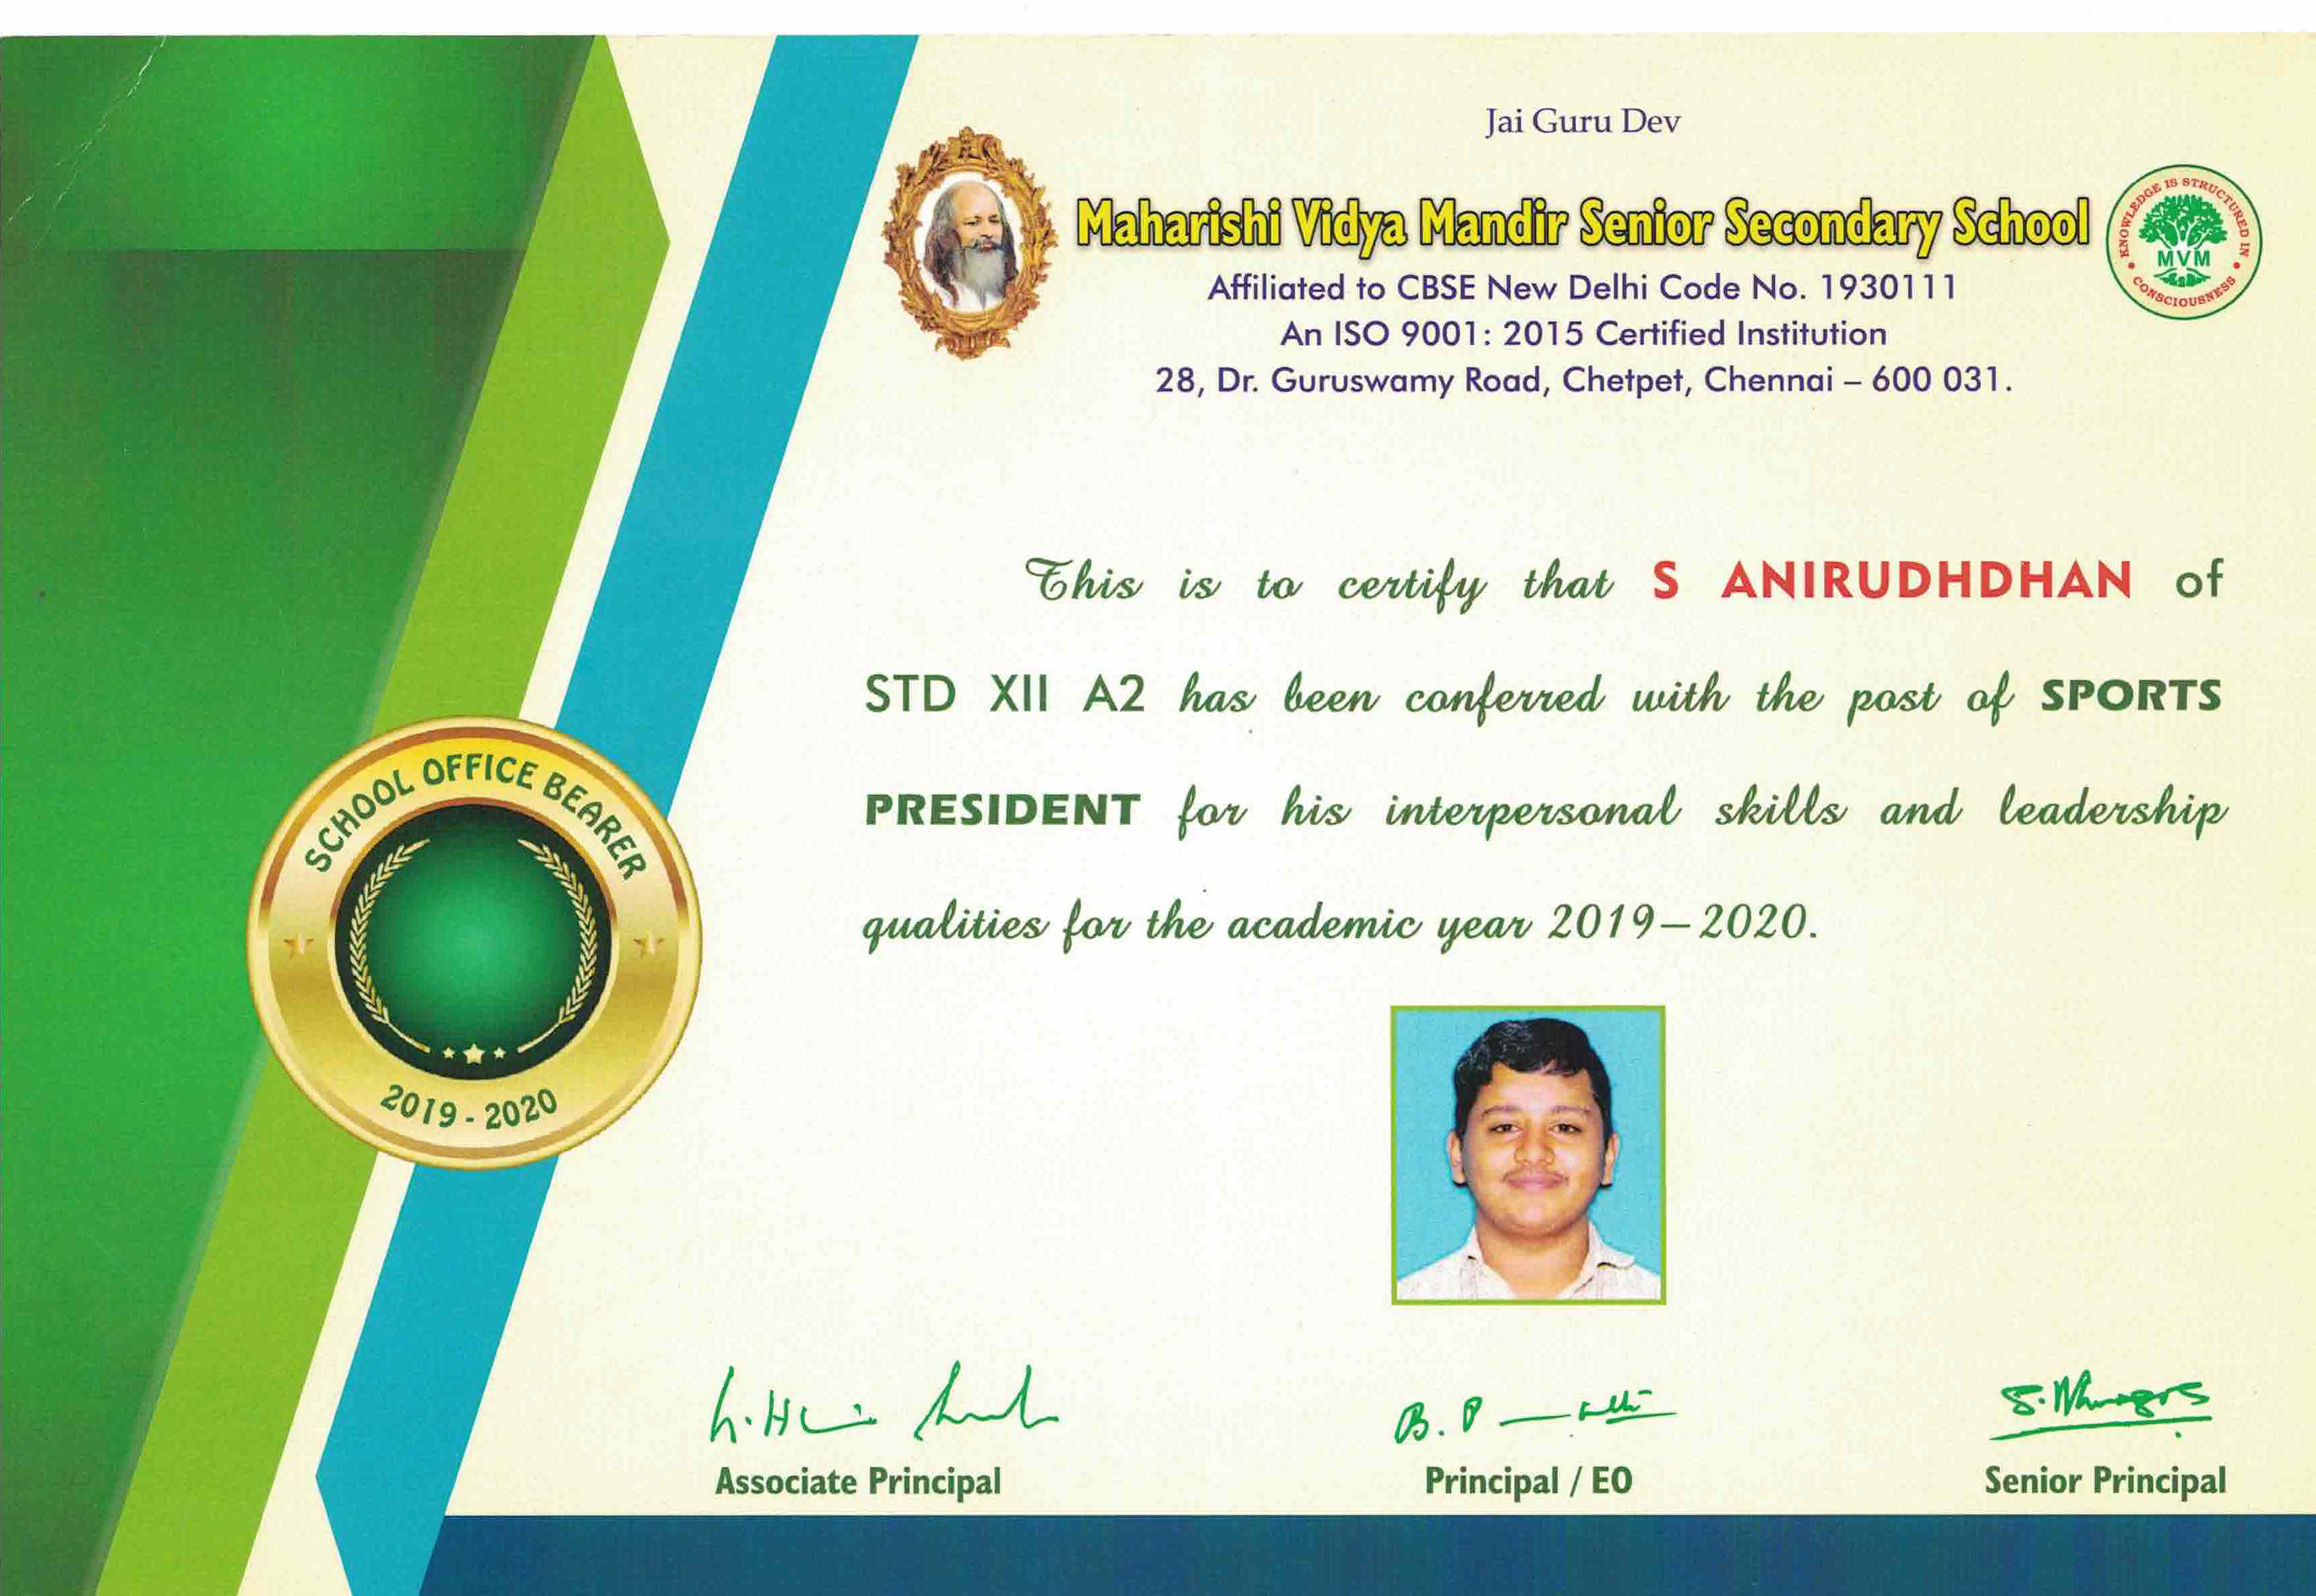 Jai Guru Dev
Maharishi Vidya Mandir Senior Secondary School
KNOWLEDGE IS STRUCTURED IN
MVM
CONSCIOUSNESS
Affiliated to CBSE New Delhi Code No. 1930111
An ISO 9001: 2015 Certified Institution
28, Dr. Guruswamy Road, Chetpet, Chennai – 600 031.
This is to certify that S ANIRUDHDHAN of
STD XII A2 has been conferred with the post of SPORTS
PRESIDENT for his interpersonal skills and leadership
qualities for the academic year 2019–2020.
SCHOOL OFFICE BEARER
2019 - 2020
Associate Principal
Principal / EO
Senior Principal